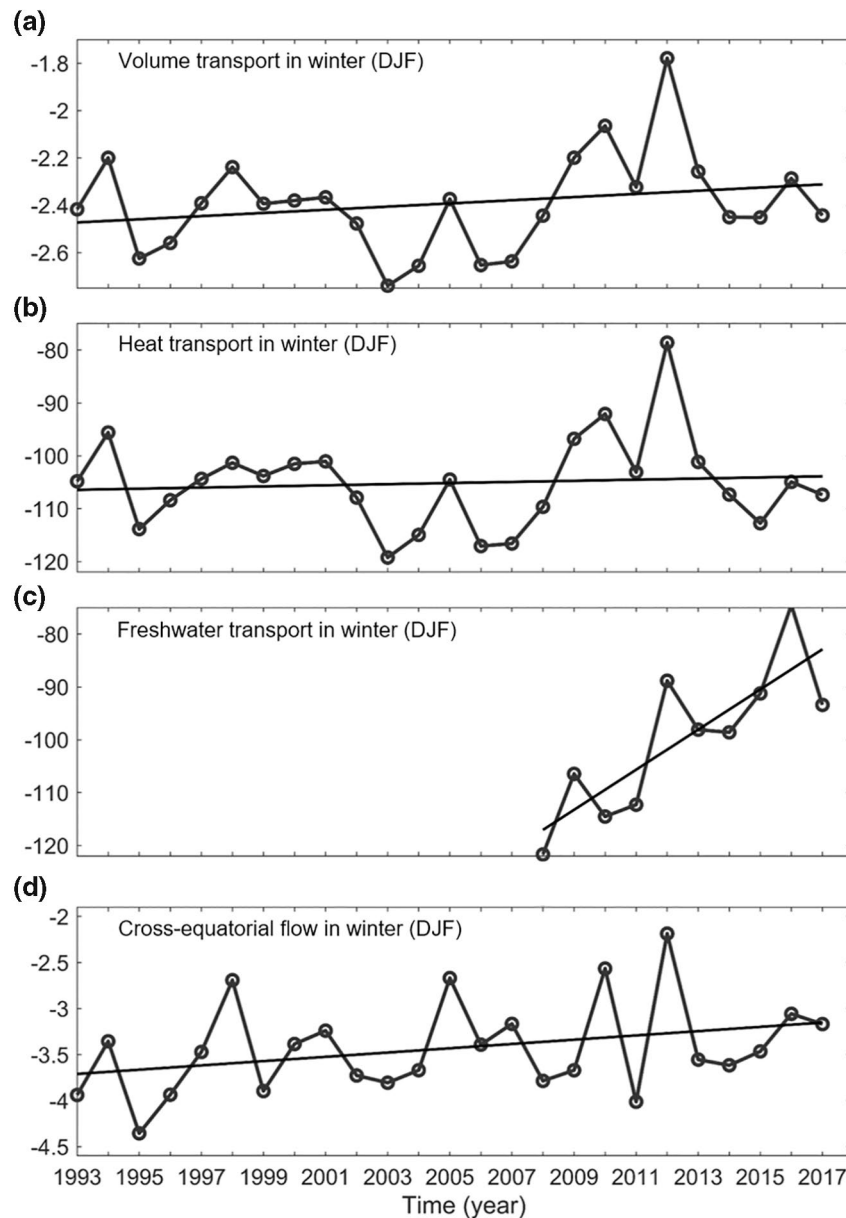 (a)
Volume transport in winter (DJF)
-1.8
-2
-2.2
-2.4
-2.6
(b)
Heat transport in winter (DJF)
-80
-90
-100
-110
-120
(c)
Freshwater transport in winter (DJF)
-80
-90
-100
-110
-120
(d)
Cross-equatorial flow in winter (DJF)
-2
-2.5
-3
-3.5
-4
-4.5
1993 1995 1997 1999 2001 2003 2005 2007 2009 2011 2013 2015 2017
Time (year)